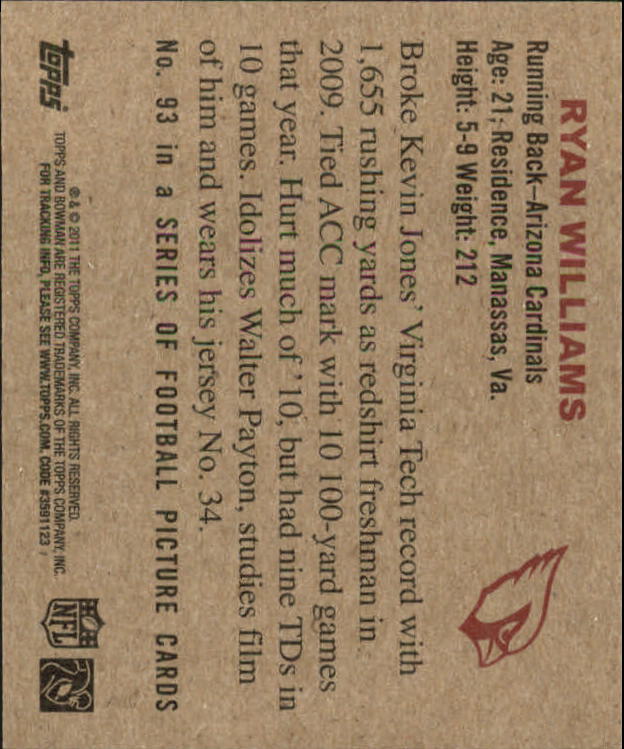 RYAN WILLIAMS
Running Back–Arizona Cardinals
Age: 21; Residence, Manassas, Va.
Height: 5-9 Weight: 212
Broke Kevin Jones' Virginia Tech record with
1,655 rushing yards as redshirt freshman in
2009. Tied ACC mark with 10 100-yard games
that year. Hurt much of '10, but had nine TDs in
10 games. Idolizes Walter Payton, studies film
of him and wears his jersey No. 34.
No. 93 in a SERIES OF FOOTBALL PICTURE CARDS
Topps
® & © 2011 THE TOPPS COMPANY, INC. ALL RIGHTS RESERVED.
TOPPS AND BOWMAN ARE REGISTERED TRADEMARKS OF THE TOPPS COMPANY, INC.
FOR TRACKING INFO, PLEASE SEE WWW.TOPPS.COM. CODE #3591123
NFL